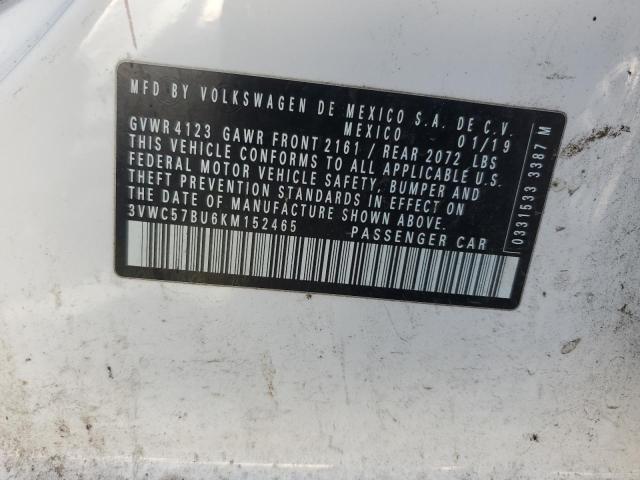 MFD BY VOLKSWAGEN DE MEXICO S.A. DE C.V.
MEXICO 01/19
GVWR 4123 GAWR FRONT 2161 / REAR 2072 LBS
THIS VEHICLE CONFORMS TO ALL APPLICABLE U.S.
FEDERAL MOTOR VEHICLE SAFETY, BUMPER AND
THEFT PREVENTION STANDARDS IN EFFECT ON
THE DATE OF MANUFACTURE SHOWN ABOVE.
3VWC57BU6KM152465 PASSENGER CAR
0331533 3387 M